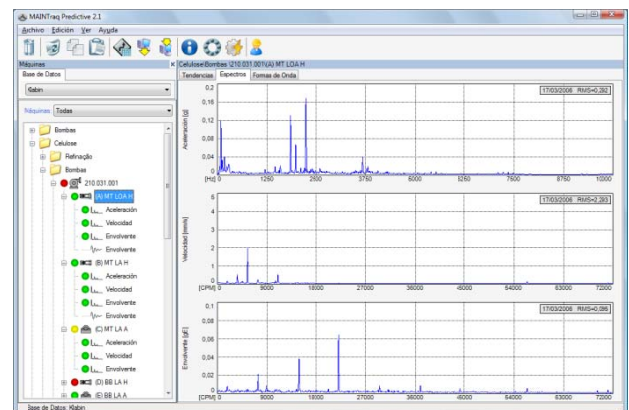 MAINTraq Predictive 2.1
Archivo Edición Ver Ayuda
Máquinas
Base de Datos
Klabin
Máquinas: Todas
Bombas
Celulose
Refinação
Bombas
210 031.001
(A) MT LOA H
Aceleración
Velocidad
Envolvente
Envolvente
(B) MT LA H
Aceleración
Velocidad
Envolvente
Envolvente
(C) MT LA A
Aceleración
Velocidad
Envolvente
(D) BB LA H
(E) BB LA A
Base de Datos: Klabin
Celulose\Bombas \210 031.001\(A) MT LOA H
Tendencias Espectros Formas de Onda
17/03/2006 RMS=0,282
Aceleración [g]
0,2
0,16
0,12
0,08
0,04
0
[Hz] 0 1250 2500 3750 5000 6250 7500 8750 10000
17/03/2006 RMS=2,293
Velocidad [mm/s]
5
4
3
2
1
0
[CPM] 0 9000 18000 27000 36000 45000 54000 63000 72000
17/03/2006 RMS=0,086
Envolvente [gE]
0,1
0,08
0,06
0,04
0,02
0
[CPM] 0 9000 18000 27000 36000 45000 54000 63000 72000